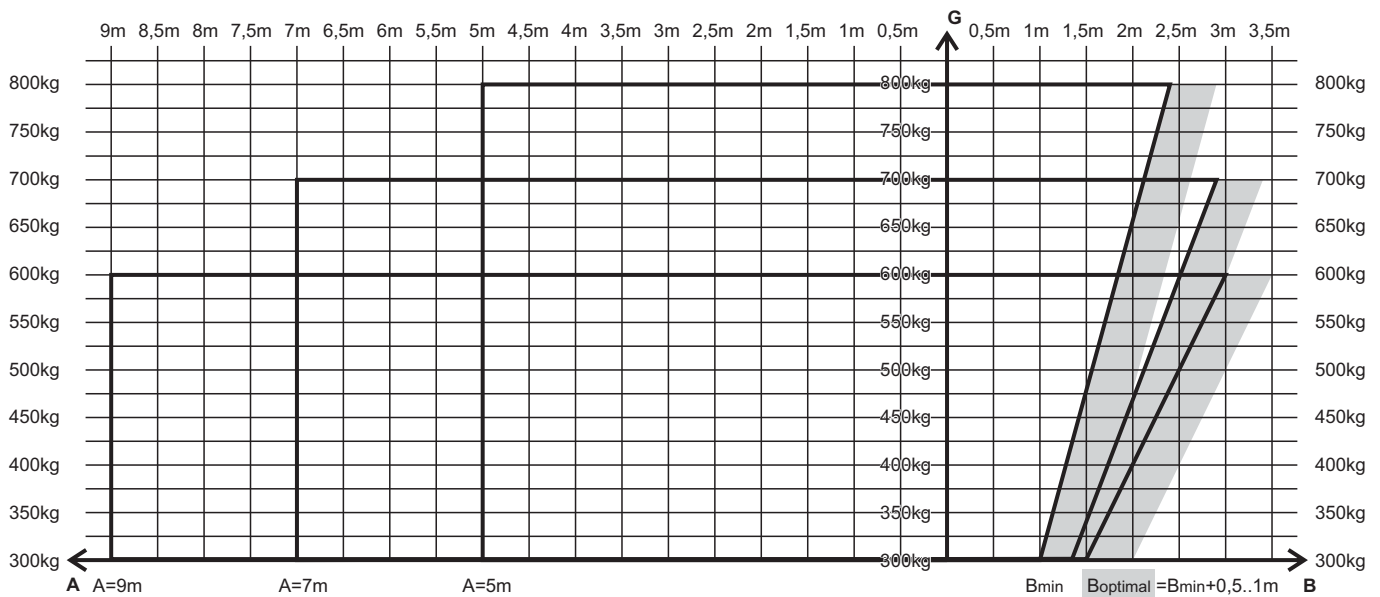 G
9m 8,5m 8m 7,5m 7m 6,5m 6m 5,5m 5m 4,5m 4m 3,5m 3m 2,5m 2m 1,5m 1m 0,5m 0,5m 1m 1,5m 2m 2,5m 3m 3,5m
800kg 800kg 800kg
750kg 750kg 750kg
700kg 700kg 700kg
650kg 650kg 650kg
600kg 600kg 600kg
550kg 550kg 550kg
500kg 500kg 500kg
450kg 450kg 450kg
400kg 400kg 400kg
350kg 350kg 350kg
300kg 300kg 300kg
A A=9m A=7m A=5m Bmin Boptimal =Bmin+0,5..1m B